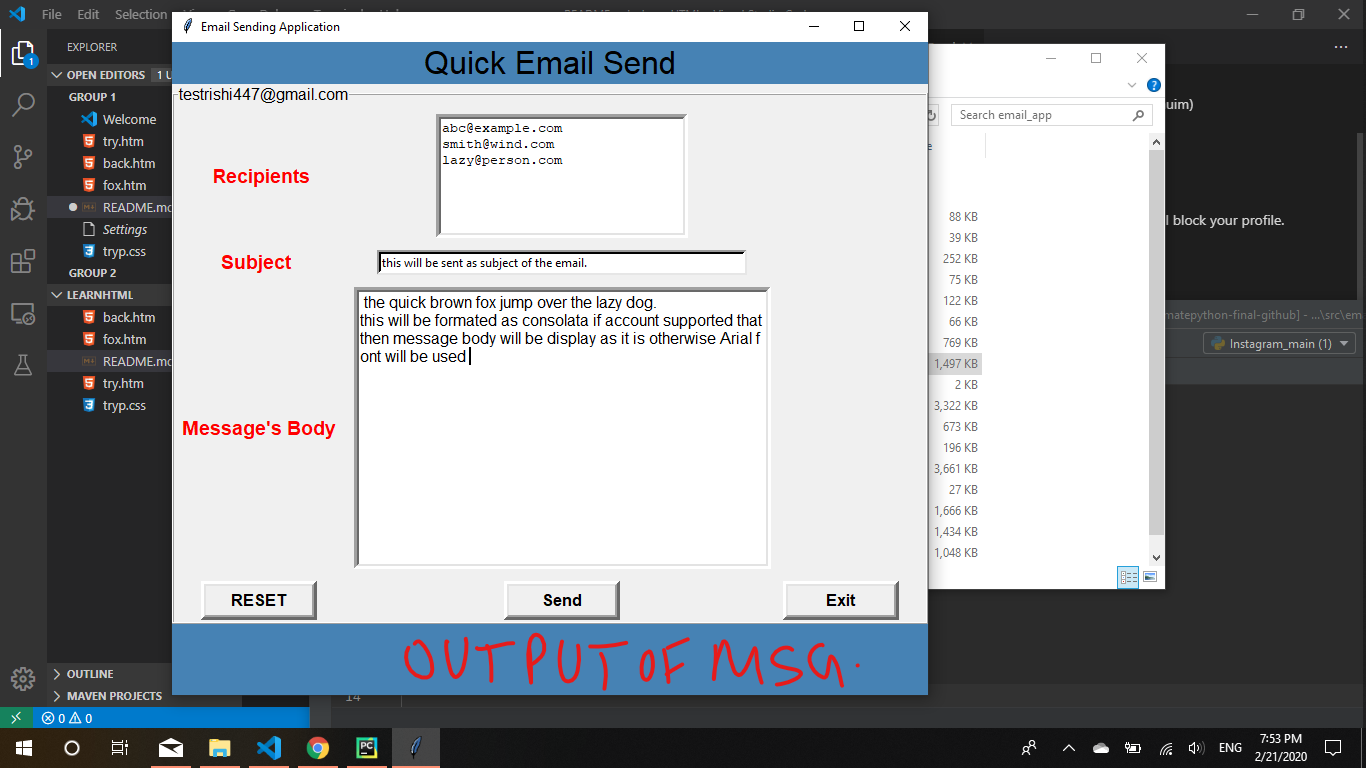 File
Edit
Selection
Email Sending Application
EXPLORER
OPEN EDITORS
1 U
GROUP 1
Welcome
try.htm
back.htm
fox.htm
README.md
Settings
tryp.css
GROUP 2
LEARNHTML
back.htm
fox.htm
README.md
try.htm
tryp.css
OUTLINE
MAVEN PROJECTS
0 0
1
Quick Email Send
testrishi447@gmail.com
Recipients
abc@example.com
smith@wind.com
lazy@person.com
Subject
this will be sent as subject of the email.
Message's Body
the quick brown fox jump over the lazy dog.
this will be formated as consolata if account supported that
then message body will be display as it is otherwise Arial f
ont will be used
RESET
Send
Exit
OUTPUT OF MSG.
Search email_app
88 KB
39 KB
252 KB
75 KB
122 KB
66 KB
769 KB
1,497 KB
2 KB
3,322 KB
673 KB
196 KB
3,661 KB
27 KB
1,666 KB
1,434 KB
1,048 KB
uim)
l block your profile.
matepython-final-github] - ...\src\em
Instagram_main (1)
14
PC
ENG
7:53 PM
2/21/2020